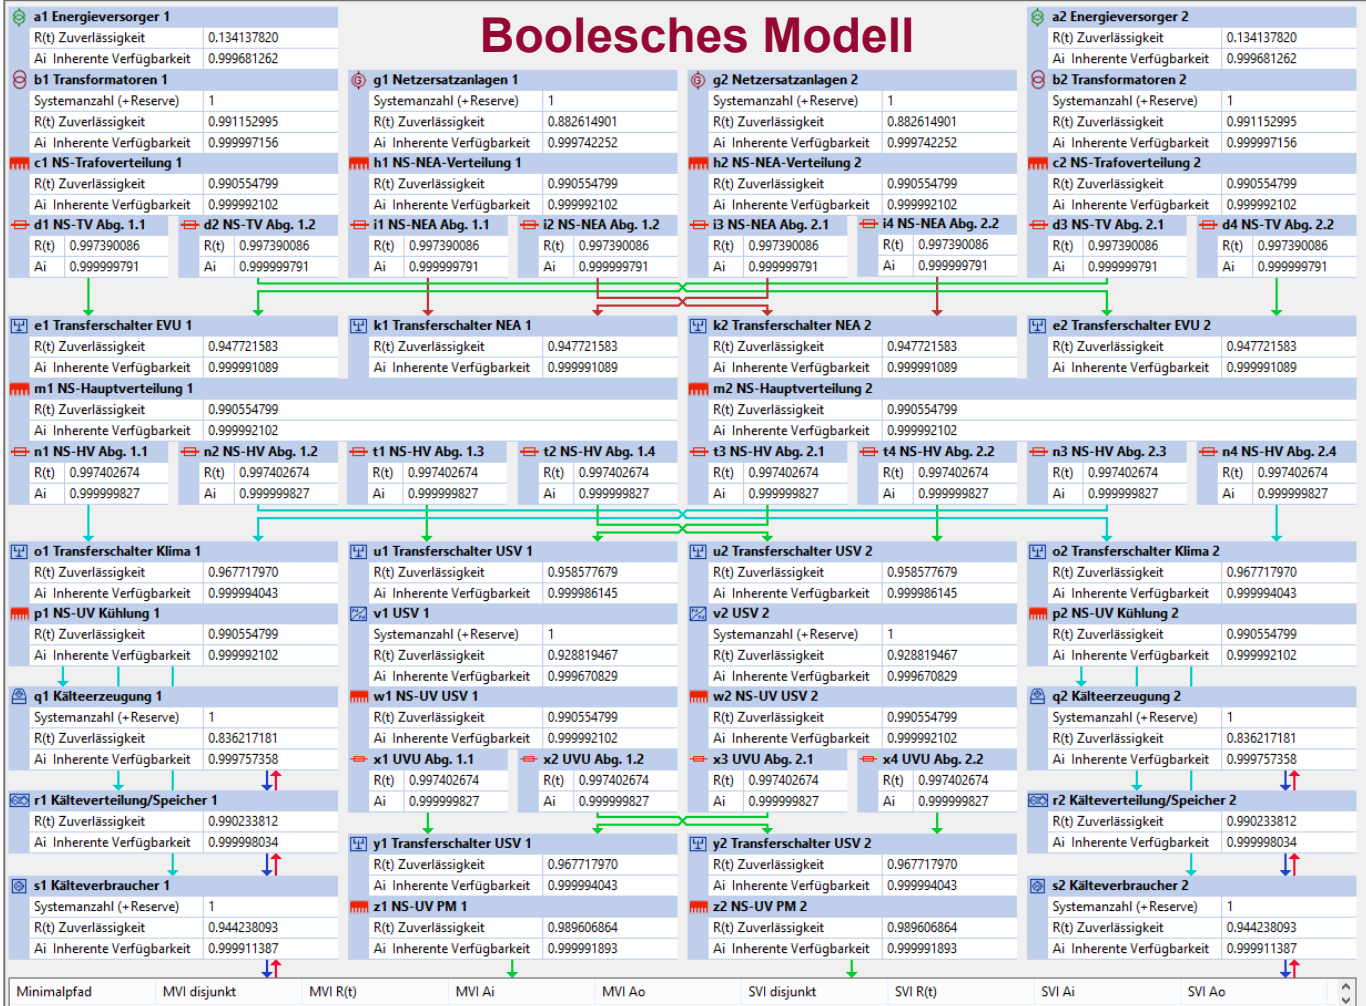 Boolesches Modell
a1 Energieversorger 1
R(t) Zuverlässigkeit 0.134137820
Ai Inherente Verfügbarkeit 0.999681262
a2 Energieversorger 2
R(t) Zuverlässigkeit 0.134137820
Ai Inherente Verfügbarkeit 0.999681262
b1 Transformatoren 1
Systemanzahl (+Reserve) 1
R(t) Zuverlässigkeit 0.991152995
Ai Inherente Verfügbarkeit 0.999997156
g1 Netzersatzanlagen 1
Systemanzahl (+Reserve) 1
R(t) Zuverlässigkeit 0.882614901
Ai Inherente Verfügbarkeit 0.999742252
g2 Netzersatzanlagen 2
Systemanzahl (+Reserve) 1
R(t) Zuverlässigkeit 0.882614901
Ai Inherente Verfügbarkeit 0.999742252
b2 Transformatoren 2
Systemanzahl (+Reserve) 1
R(t) Zuverlässigkeit 0.991152995
Ai Inherente Verfügbarkeit 0.999997156
c1 NS-Trafoverteilung 1
R(t) Zuverlässigkeit 0.990554799
Ai Inherente Verfügbarkeit 0.999992102
h1 NS-NEA-Verteilung 1
R(t) Zuverlässigkeit 0.990554799
Ai Inherente Verfügbarkeit 0.999992102
h2 NS-NEA-Verteilung 2
R(t) Zuverlässigkeit 0.990554799
Ai Inherente Verfügbarkeit 0.999992102
c2 NS-Trafoverteilung 2
R(t) Zuverlässigkeit 0.990554799
Ai Inherente Verfügbarkeit 0.999992102
d1 NS-TV Abg. 1.1
R(t) 0.997390086
Ai 0.999999791
d2 NS-TV Abg. 1.2
R(t) 0.997390086
Ai 0.999999791
i1 NS-NEA Abg. 1.1
R(t) 0.997390086
Ai 0.999999791
i2 NS-NEA Abg. 1.2
R(t) 0.997390086
Ai 0.999999791
i3 NS-NEA Abg. 2.1
R(t) 0.997390086
Ai 0.999999791
i4 NS-NEA Abg. 2.2
R(t) 0.997390086
Ai 0.999999791
d3 NS-TV Abg. 2.1
R(t) 0.997390086
Ai 0.999999791
d4 NS-TV Abg. 2.2
R(t) 0.997390086
Ai 0.999999791
e1 Transferschalter EVU 1
R(t) Zuverlässigkeit 0.947721583
Ai Inherente Verfügbarkeit 0.999991089
k1 Transferschalter NEA 1
R(t) Zuverlässigkeit 0.947721583
Ai Inherente Verfügbarkeit 0.999991089
k2 Transferschalter NEA 2
R(t) Zuverlässigkeit 0.947721583
Ai Inherente Verfügbarkeit 0.999991089
e2 Transferschalter EVU 2
R(t) Zuverlässigkeit 0.947721583
Ai Inherente Verfügbarkeit 0.999991089
m1 NS-Hauptverteilung 1
R(t) Zuverlässigkeit 0.990554799
Ai Inherente Verfügbarkeit 0.999992102
m2 NS-Hauptverteilung 2
R(t) Zuverlässigkeit 0.990554799
Ai Inherente Verfügbarkeit 0.999992102
n1 NS-HV Abg. 1.1
R(t) 0.997402674
Ai 0.999999827
n2 NS-HV Abg. 1.2
R(t) 0.997402674
Ai 0.999999827
t1 NS-HV Abg. 1.3
R(t) 0.997402674
Ai 0.999999827
t2 NS-HV Abg. 1.4
R(t) 0.997402674
Ai 0.999999827
t3 NS-HV Abg. 2.1
R(t) 0.997402674
Ai 0.999999827
t4 NS-HV Abg. 2.2
R(t) 0.997402674
Ai 0.999999827
n3 NS-HV Abg. 2.3
R(t) 0.997402674
Ai 0.999999827
n4 NS-HV Abg. 2.4
R(t) 0.997402674
Ai 0.999999827
o1 Transferschalter Klima 1
R(t) Zuverlässigkeit 0.967717970
Ai Inherente Verfügbarkeit 0.999994043
u1 Transferschalter USV 1
R(t) Zuverlässigkeit 0.958577679
Ai Inherente Verfügbarkeit 0.999986145
u2 Transferschalter USV 2
R(t) Zuverlässigkeit 0.958577679
Ai Inherente Verfügbarkeit 0.999986145
o2 Transferschalter Klima 2
R(t) Zuverlässigkeit 0.967717970
Ai Inherente Verfügbarkeit 0.999994043
p1 NS-UV Kühlung 1
R(t) Zuverlässigkeit 0.990554799
Ai Inherente Verfügbarkeit 0.999992102
v1 USV 1
Systemanzahl (+Reserve) 1
R(t) Zuverlässigkeit 0.928819467
Ai Inherente Verfügbarkeit 0.999670829
v2 USV 2
Systemanzahl (+Reserve) 1
R(t) Zuverlässigkeit 0.928819467
Ai Inherente Verfügbarkeit 0.999670829
p2 NS-UV Kühlung 2
R(t) Zuverlässigkeit 0.990554799
Ai Inherente Verfügbarkeit 0.999992102
q1 Kälteerzeugung 1
Systemanzahl (+Reserve) 1
R(t) Zuverlässigkeit 0.836217181
Ai Inherente Verfügbarkeit 0.999757358
w1 NS-UV USV 1
R(t) Zuverlässigkeit 0.990554799
Ai Inherente Verfügbarkeit 0.999992102
w2 NS-UV USV 2
R(t) Zuverlässigkeit 0.990554799
Ai Inherente Verfügbarkeit 0.999992102
q2 Kälteerzeugung 2
Systemanzahl (+Reserve) 1
R(t) Zuverlässigkeit 0.836217181
Ai Inherente Verfügbarkeit 0.999757358
x1 UVU Abg. 1.1
R(t) 0.997402674
Ai 0.999999827
x2 UVU Abg. 1.2
R(t) 0.997402674
Ai 0.999999827
x3 UVU Abg. 2.1
R(t) 0.997402674
Ai 0.999999827
x4 UVU Abg. 2.2
R(t) 0.997402674
Ai 0.999999827
r1 Kälteverteilung/Speicher 1
R(t) Zuverlässigkeit 0.990233812
Ai Inherente Verfügbarkeit 0.999998034
r2 Kälteverteilung/Speicher 2
R(t) Zuverlässigkeit 0.990233812
Ai Inherente Verfügbarkeit 0.999998034
y1 Transferschalter USV 1
R(t) Zuverlässigkeit 0.967717970
Ai Inherente Verfügbarkeit 0.999994043
y2 Transferschalter USV 2
R(t) Zuverlässigkeit 0.967717970
Ai Inherente Verfügbarkeit 0.999994043
s1 Kälteverbraucher 1
Systemanzahl (+Reserve) 1
R(t) Zuverlässigkeit 0.944238093
Ai Inherente Verfügbarkeit 0.999911387
z1 NS-UV PM 1
R(t) Zuverlässigkeit 0.989606864
Ai Inherente Verfügbarkeit 0.999991893
z2 NS-UV PM 2
R(t) Zuverlässigkeit 0.989606864
Ai Inherente Verfügbarkeit 0.999991893
s2 Kälteverbraucher 2
Systemanzahl (+Reserve) 1
R(t) Zuverlässigkeit 0.944238093
Ai Inherente Verfügbarkeit 0.999911387
Minimalpfad MVI disjunkt MVI R(t) MVI Ai MVI Ao SVI disjunkt SVI R(t) SVI Ai SVI Ao